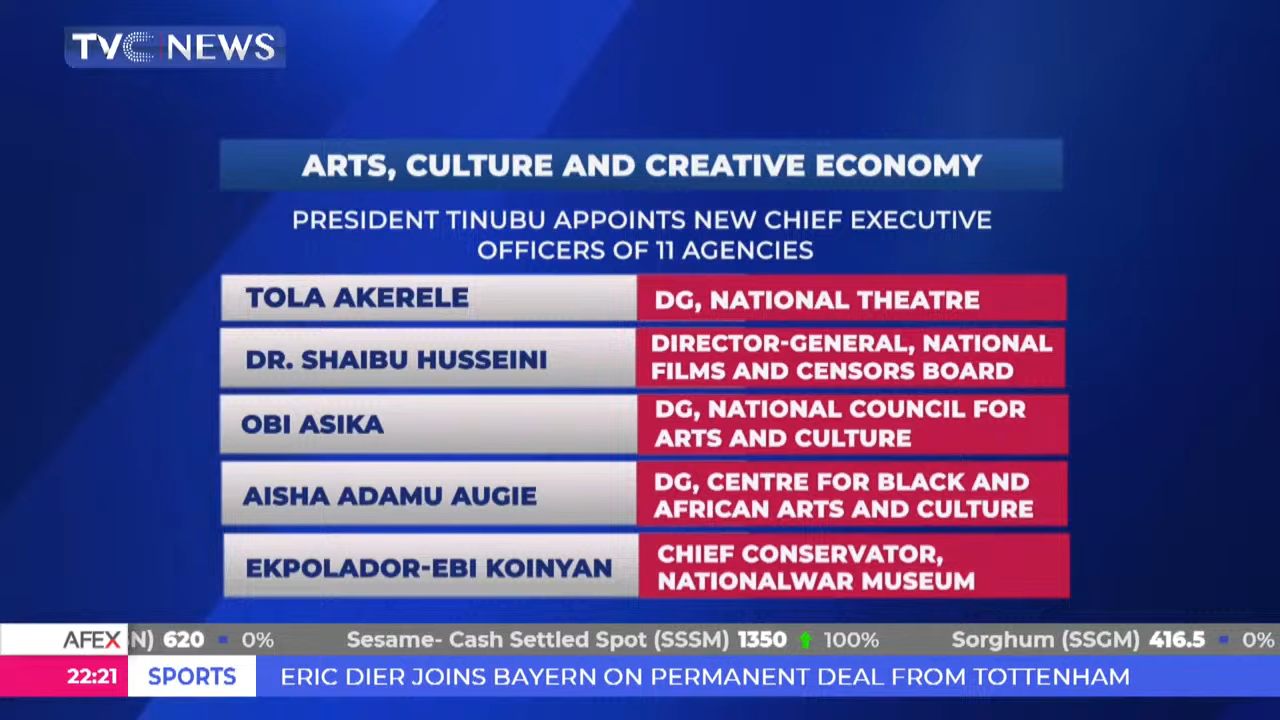 TVC NEWS
ARTS, CULTURE AND CREATIVE ECONOMY
PRESIDENT TINUBU APPOINTS NEW CHIEF EXECUTIVE
OFFICERS OF 11 AGENCIES
TOLA AKERELE
DG, NATIONAL THEATRE
DR. SHAIBU HUSSEINI
DIRECTOR-GENERAL, NATIONAL
FILMS AND CENSORS BOARD
OBI ASIKA
DG, NATIONAL COUNCIL FOR
ARTS AND CULTURE
AISHA ADAMU AUGIE
DG, CENTRE FOR BLACK AND
AFRICAN ARTS AND CULTURE
EKPOLADOR-EBI KOINYAN
CHIEF CONSERVATOR,
NATIONALWAR MUSEUM
AFEX N) 620 0% Sesame- Cash Settled Spot (SSSM) 1350 100% Sorghum (SSGM) 416.5 0%
22:21 SPORTS ERIC DIER JOINS BAYERN ON PERMANENT DEAL FROM TOTTENHAM